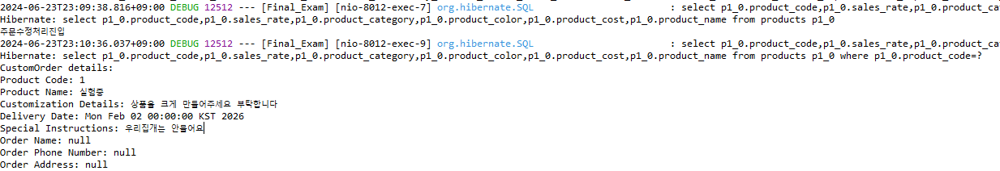 2024-06-23T23:09:38.816+09:00 DEBUG 12512 --- [Final_Exam] [nio-8012-exec-7] org.hibernate.SQL : select p1_0.product_code,p1_0.sales_rate,p1_0.product_ca
Hibernate: select p1_0.product_code,p1_0.sales_rate,p1_0.product_category,p1_0.product_color,p1_0.product_cost,p1_0.product_name from products p1_0
주문수정처리진입
2024-06-23T23:10:36.037+09:00 DEBUG 12512 --- [Final_Exam] [nio-8012-exec-9] org.hibernate.SQL : select p1_0.product_code,p1_0.sales_rate,p1_0.product_ca
Hibernate: select p1_0.product_code,p1_0.sales_rate,p1_0.product_category,p1_0.product_color,p1_0.product_cost,p1_0.product_name from products p1_0 where p1_0.product_code=?
CustomOrder details:
Product Code: 1
Product Name: 실험중
Customization Details: 상품을 크게 만들어주세요 부탁합니다
Delivery Date: Mon Feb 02 00:00:00 KST 2026
Special Instructions: 우리집개는 안물어요
Order Name: null
Order Phone Number: null
Order Address: null